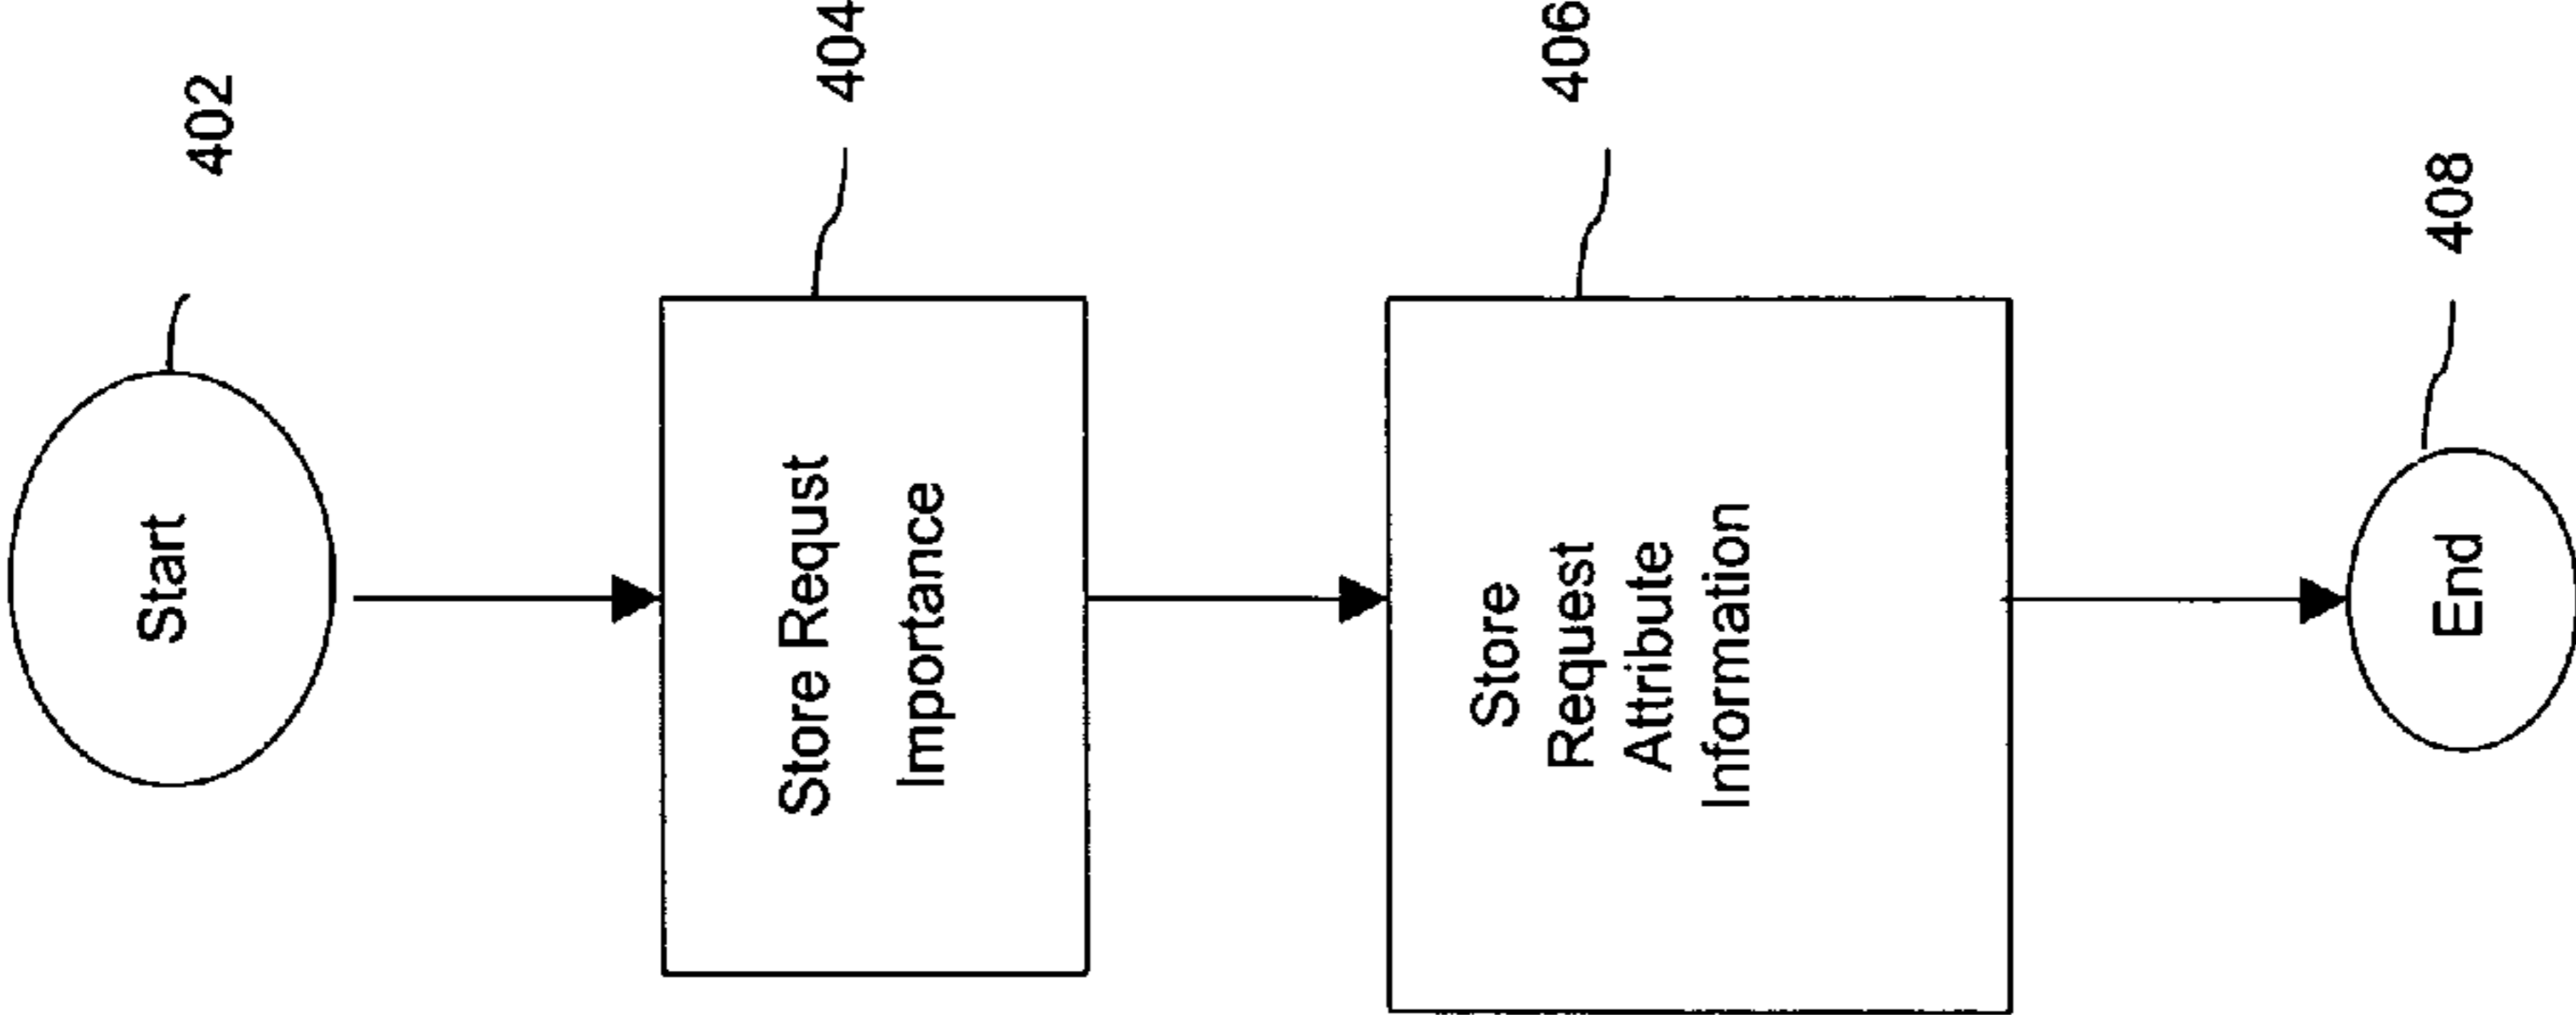 Start
402
Store Requst
Importance
404
Store
Request
Attribute
Information
406
End
408